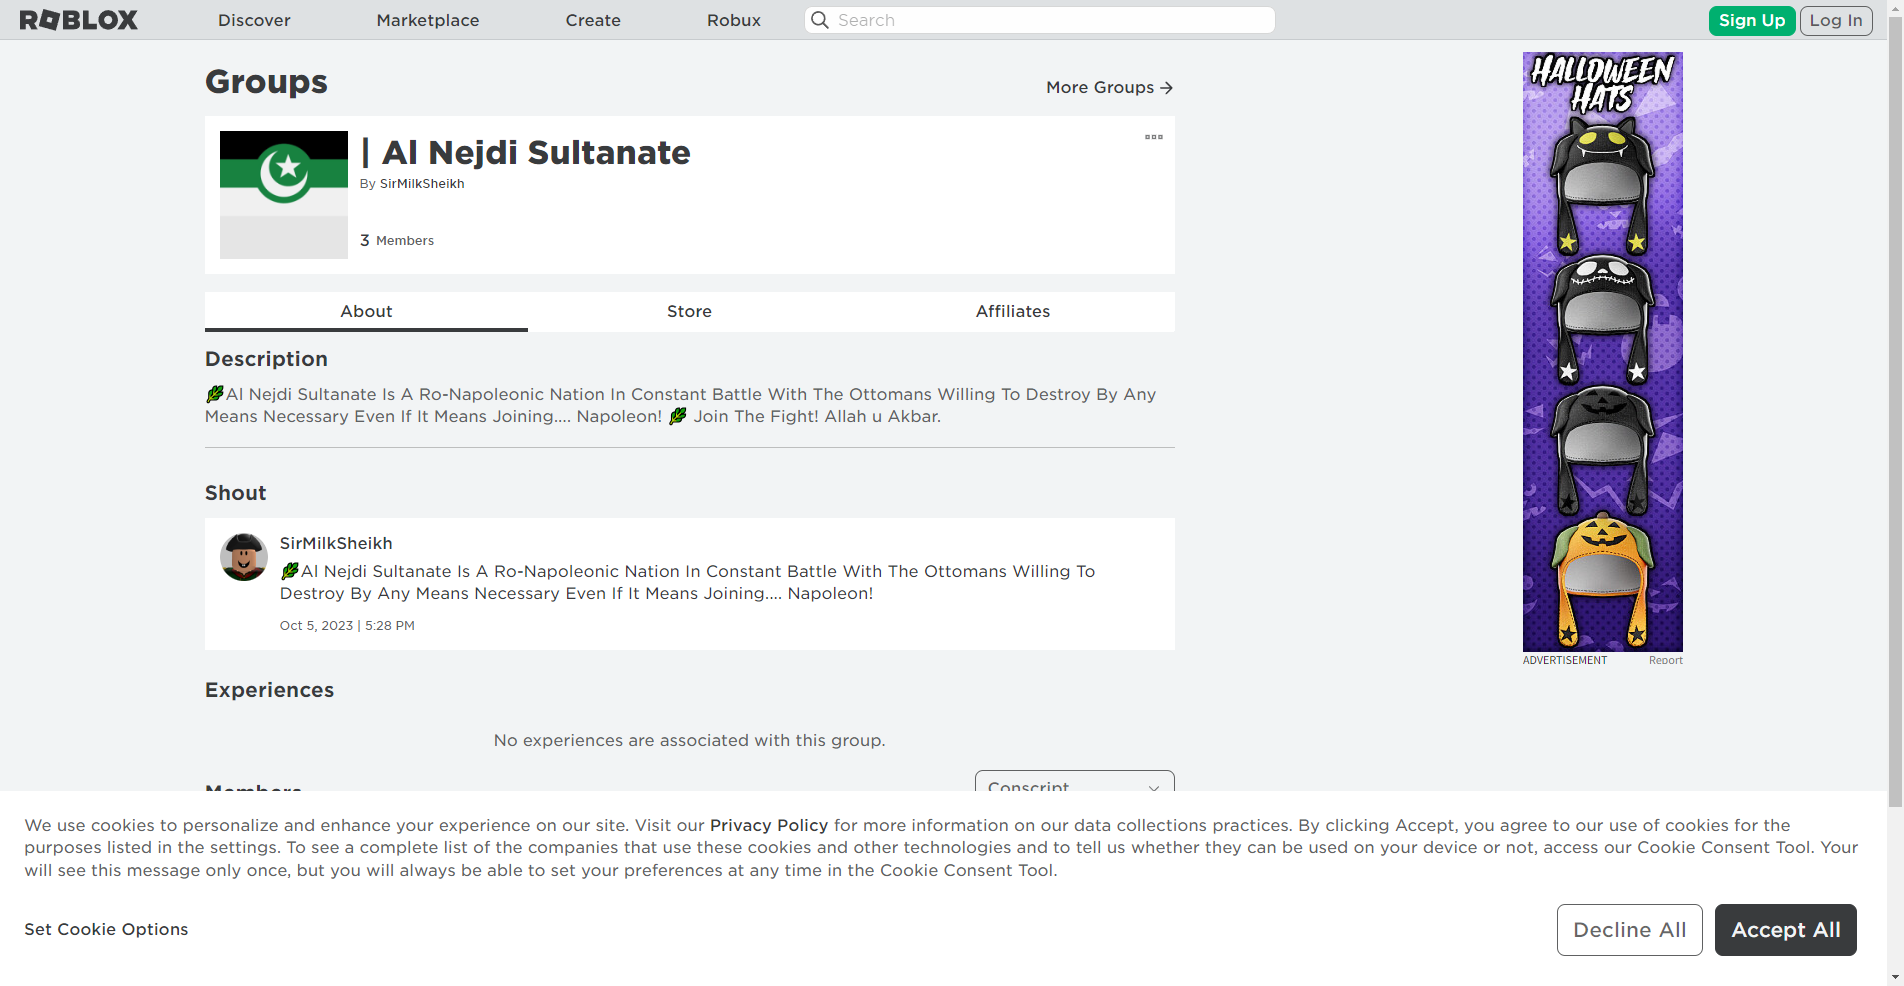 ROBLOX
Discover
Marketplace
Create
Robux
Search
Sign Up
Log In
Groups
More Groups →
| Al Nejdi Sultanate
By SirMilkSheikh
3 Members
About
Store
Affiliates
Description
🌿Al Nejdi Sultanate Is A Ro-Napoleonic Nation In Constant Battle With The Ottomans Willing To Destroy By Any
Means Necessary Even If It Means Joining.... Napoleon! 🌿 Join The Fight! Allah u Akbar.
Shout
SirMilkSheikh
🌿Al Nejdi Sultanate Is A Ro-Napoleonic Nation In Constant Battle With The Ottomans Willing To
Destroy By Any Means Necessary Even If It Means Joining.... Napoleon!
Oct 5, 2023 | 5:28 PM
Experiences
No experiences are associated with this group.
Members
Conscript
HALLOWEEN
HATS
ADVERTISEMENT
Report
We use cookies to personalize and enhance your experience on our site. Visit our Privacy Policy for more information on our data collections practices. By clicking Accept, you agree to our use of cookies for the
purposes listed in the settings. To see a complete list of the companies that use these cookies and other technologies and to tell us whether they can be used on your device or not, access our Cookie Consent Tool. Your
will see this message only once, but you will always be able to set your preferences at any time in the Cookie Consent Tool.
Set Cookie Options
Decline All
Accept All